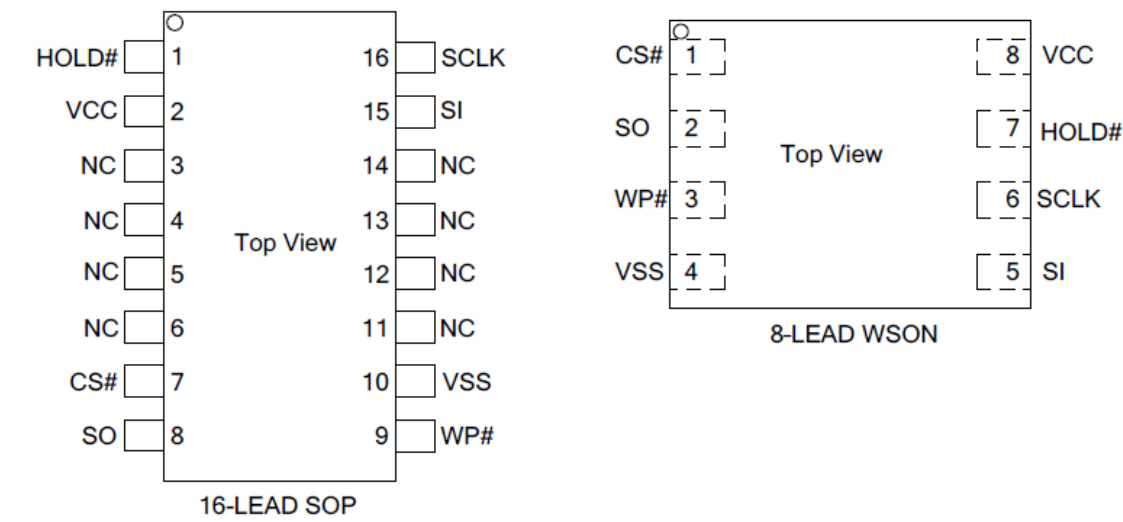 HOLD# 1 16 SCLK
VCC 2 15 SI
NC 3 14 NC
NC 4 13 NC
Top View
NC 5 12 NC
NC 6 11 NC
CS# 7 10 VSS
SO 8 9 WP#
16-LEAD SOP
CS# 1 8 VCC
SO 2 7 HOLD#
Top View
WP# 3 6 SCLK
VSS 4 5 SI
8-LEAD WSON